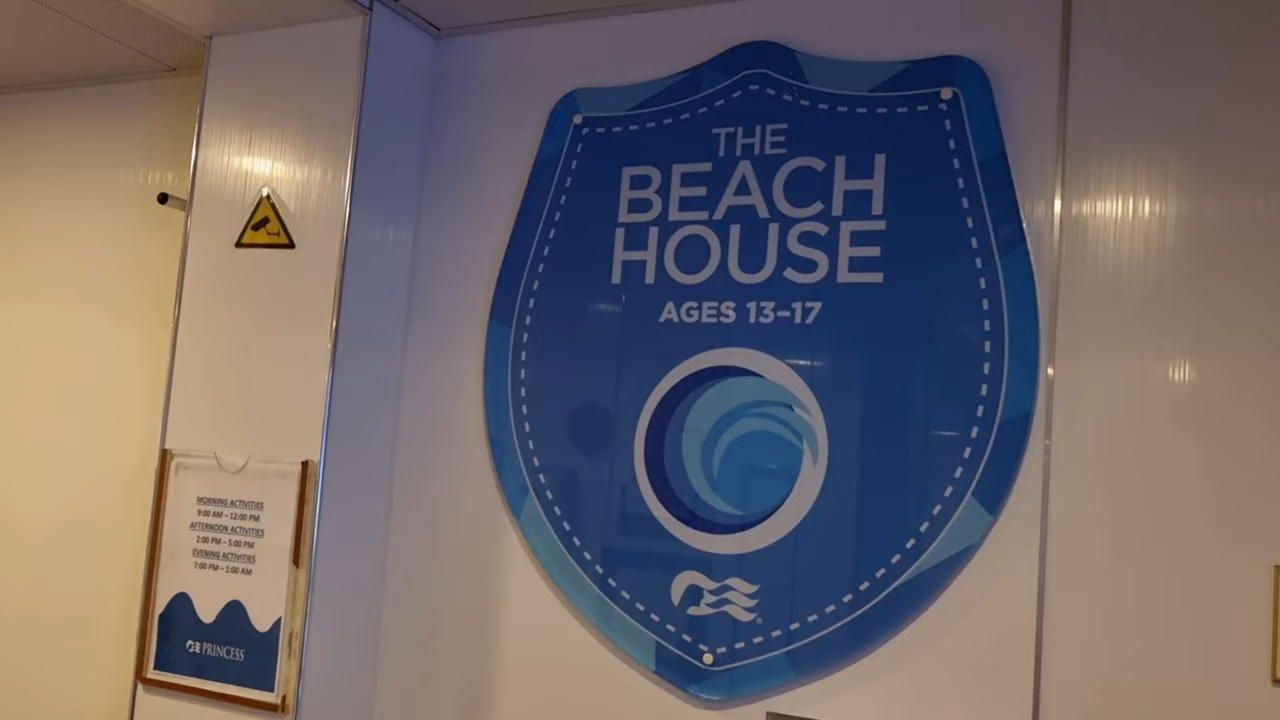 THE
BEACH
HOUSE
AGES 13-17
MORNING ACTIVITIES
9:00 AM – 12:00 PM
AFTERNOON ACTIVITIES
2:00 PM – 5:00 PM
EVENING ACTIVITIES
7:00 PM – 1:00 AM
PRINCESS